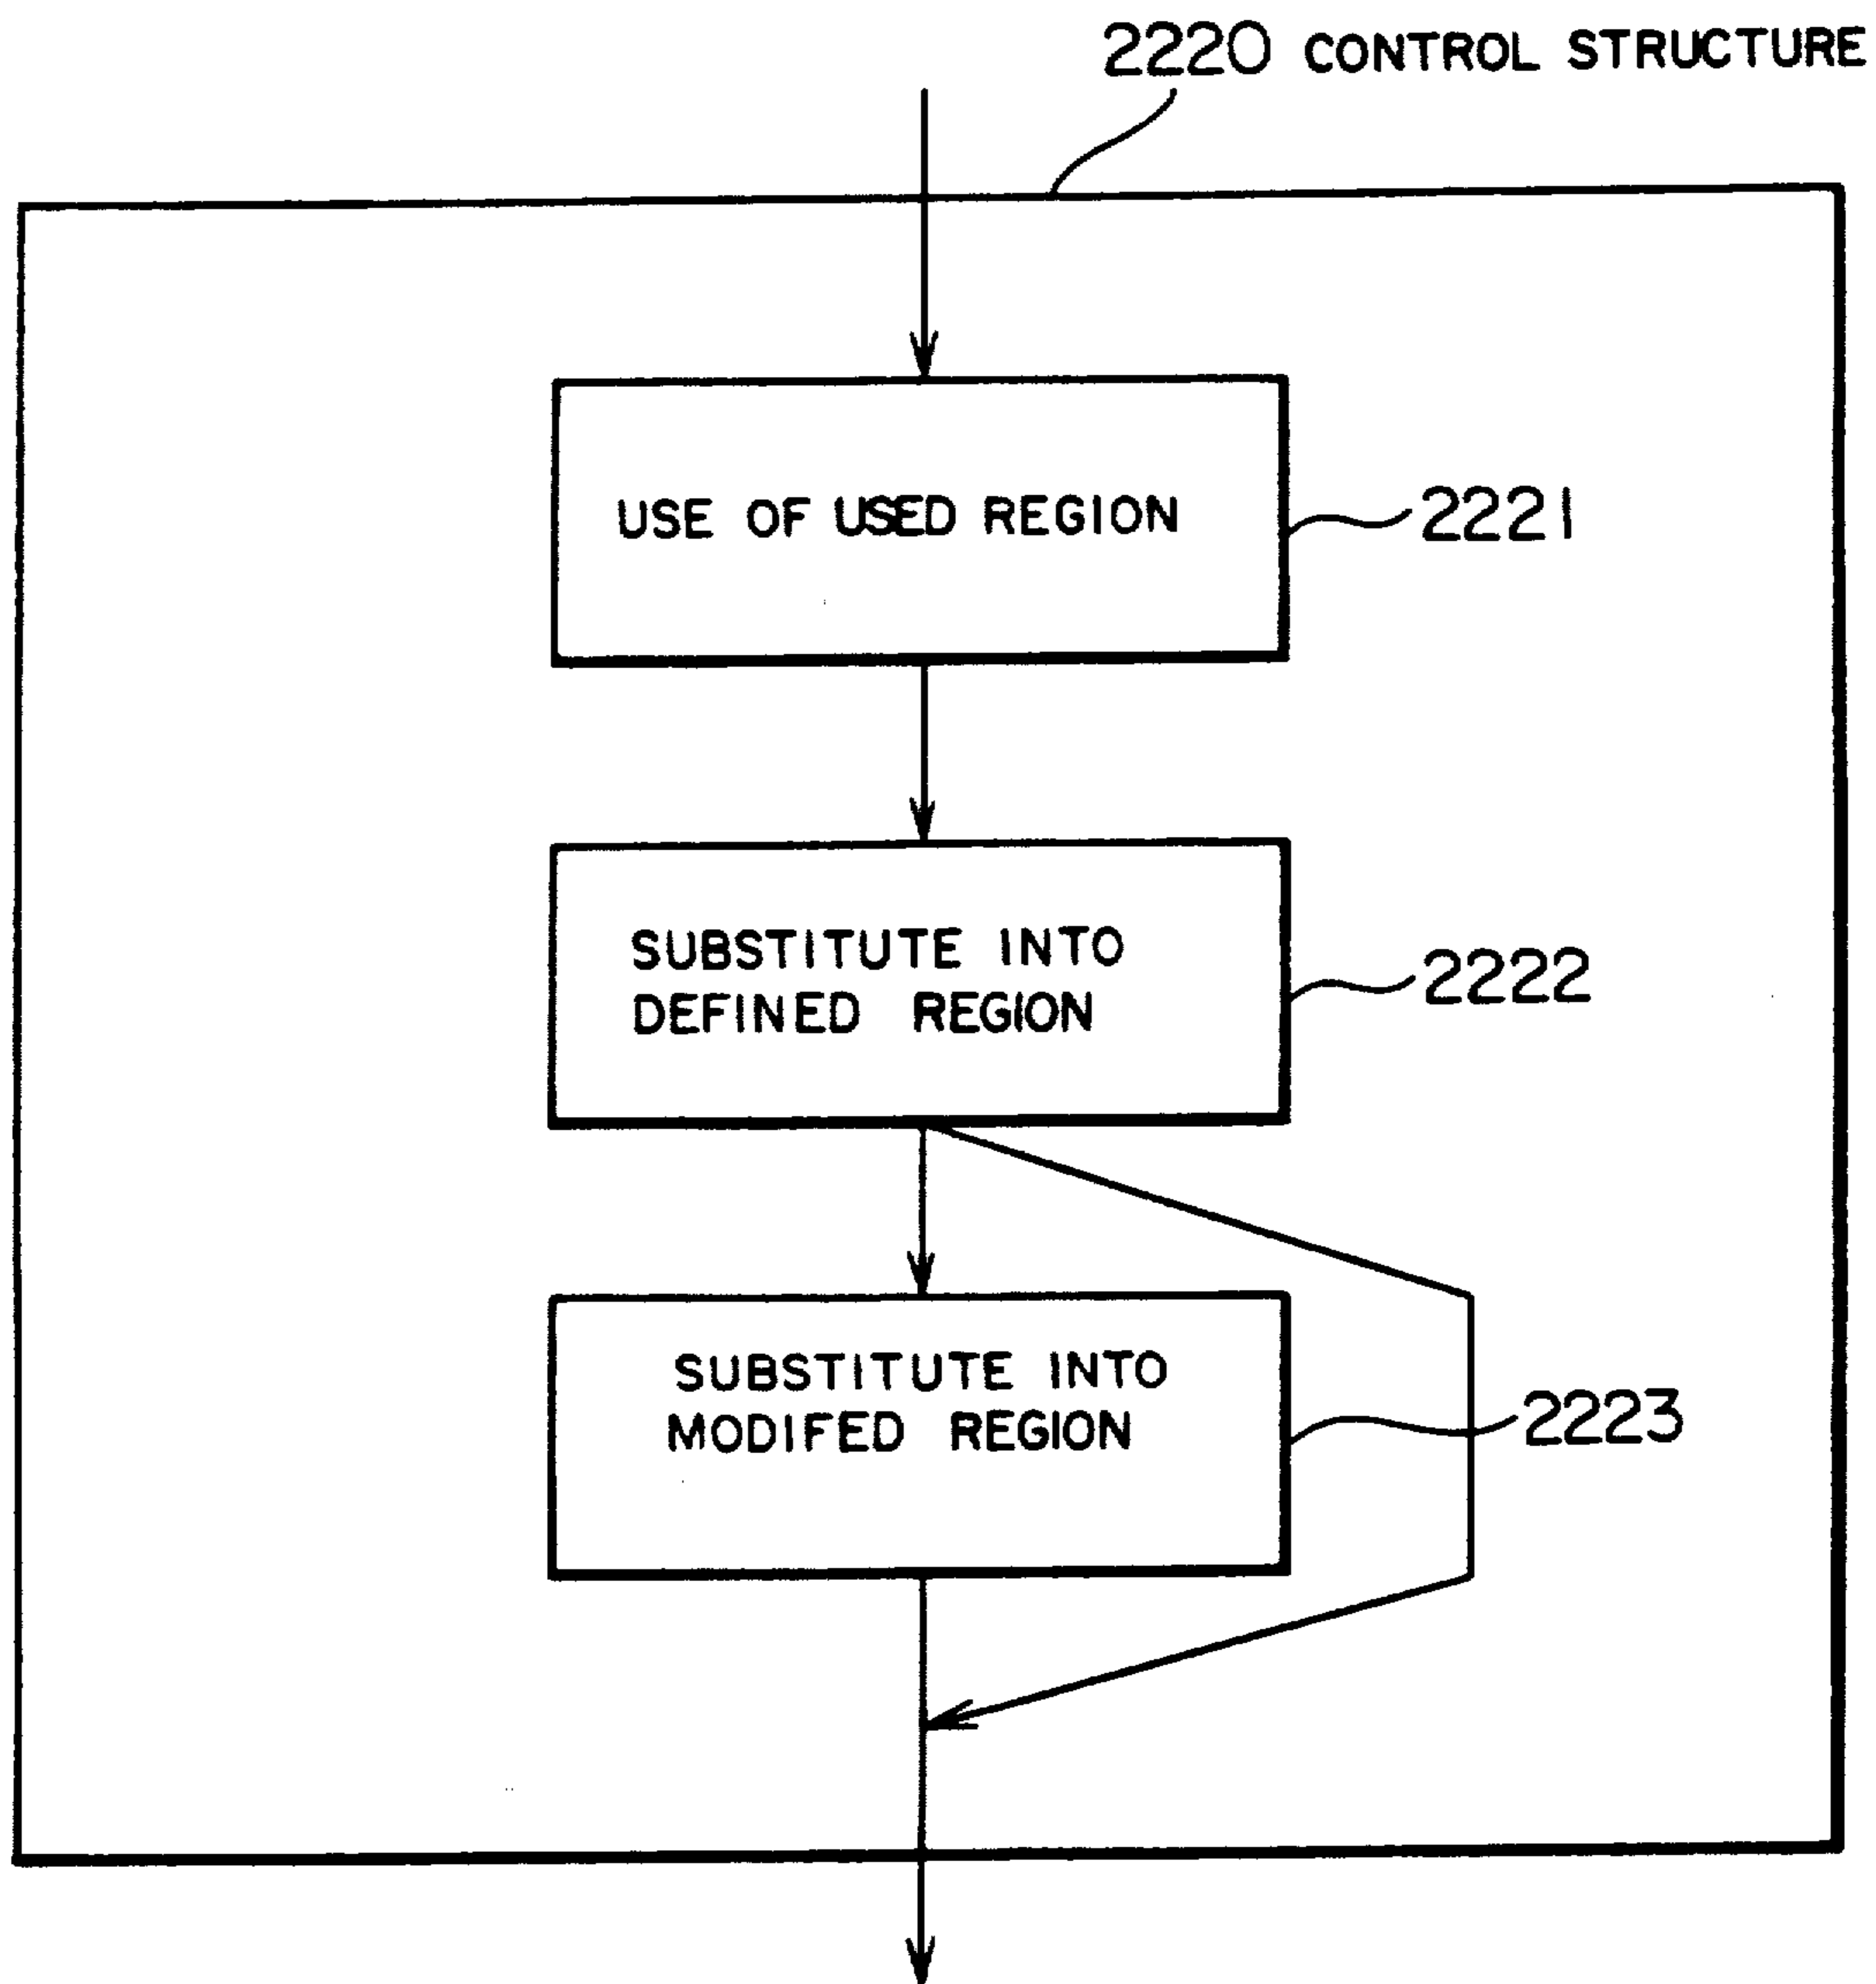 2220 CONTROL STRUCTURE
USE OF USED REGION
2221
SUBSTITUTE INTO
DEFINED REGION
2222
SUBSTITUTE INTO
MODIFED REGION
2223